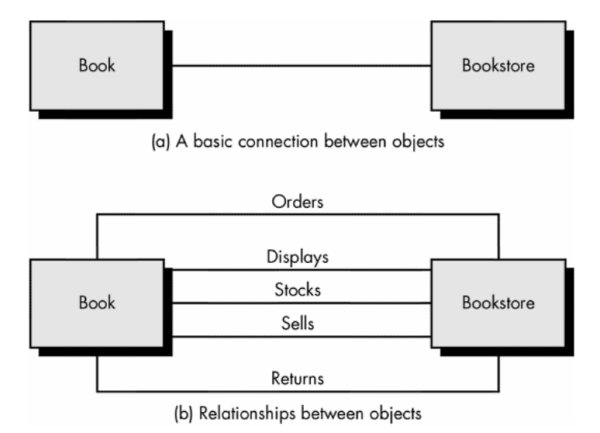 Book
Bookstore
(a) A basic connection between objects
Orders
Displays
Book
Stocks
Bookstore
Sells
Returns
(b) Relationships between objects